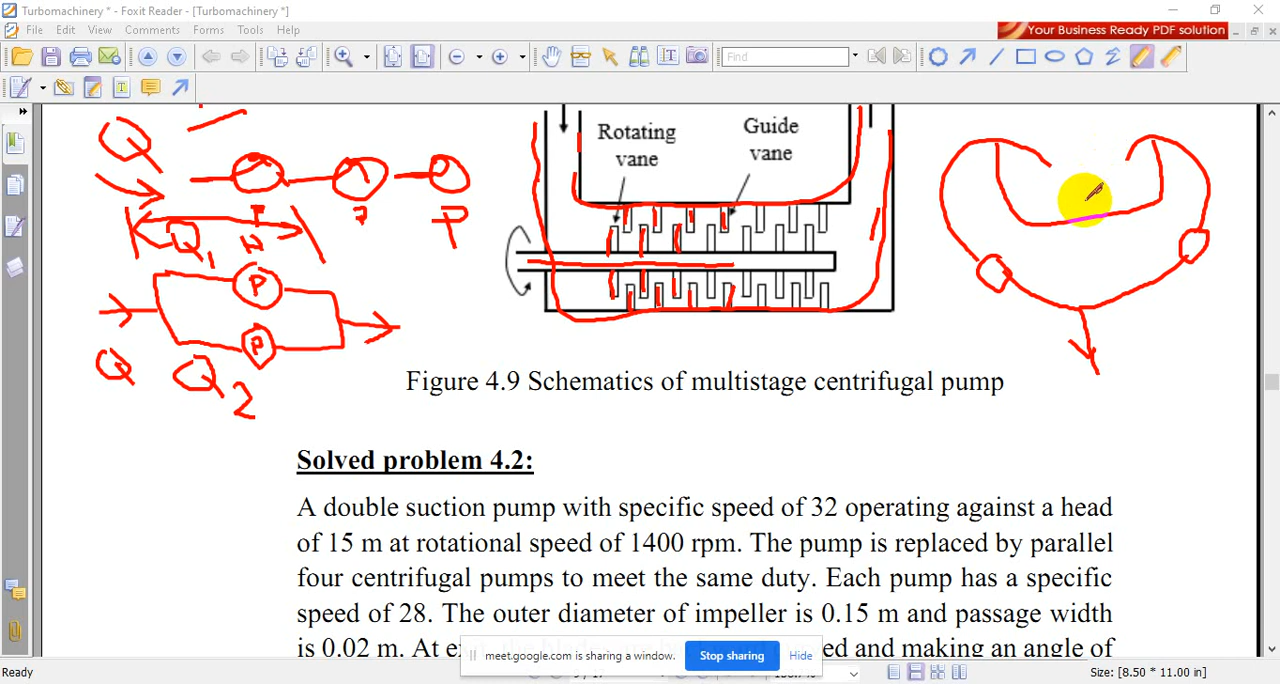 Turbomachinery * - Foxit Reader - [Turbomachinery *]
File Edit View Comments Forms Tools Help
Your Business Ready PDF solution
Find
Rotating vane
Guide vane
Q
P
Q1
P
P
Q
Q2
Figure 4.9 Schematics of multistage centrifugal pump
Solved problem 4.2:
A double suction pump with specific speed of 32 operating against a head
of 15 m at rotational speed of 1400 rpm. The pump is replaced by parallel
four centrifugal pumps to meet the same duty. Each pump has a specific
speed of 28. The outer diameter of impeller is 0.15 m and passage width
is 0.02 m. At ed and making an angle of
meet.google.com is sharing a window. Stop sharing Hide
Ready
Size: [8.50 * 11.00 in]